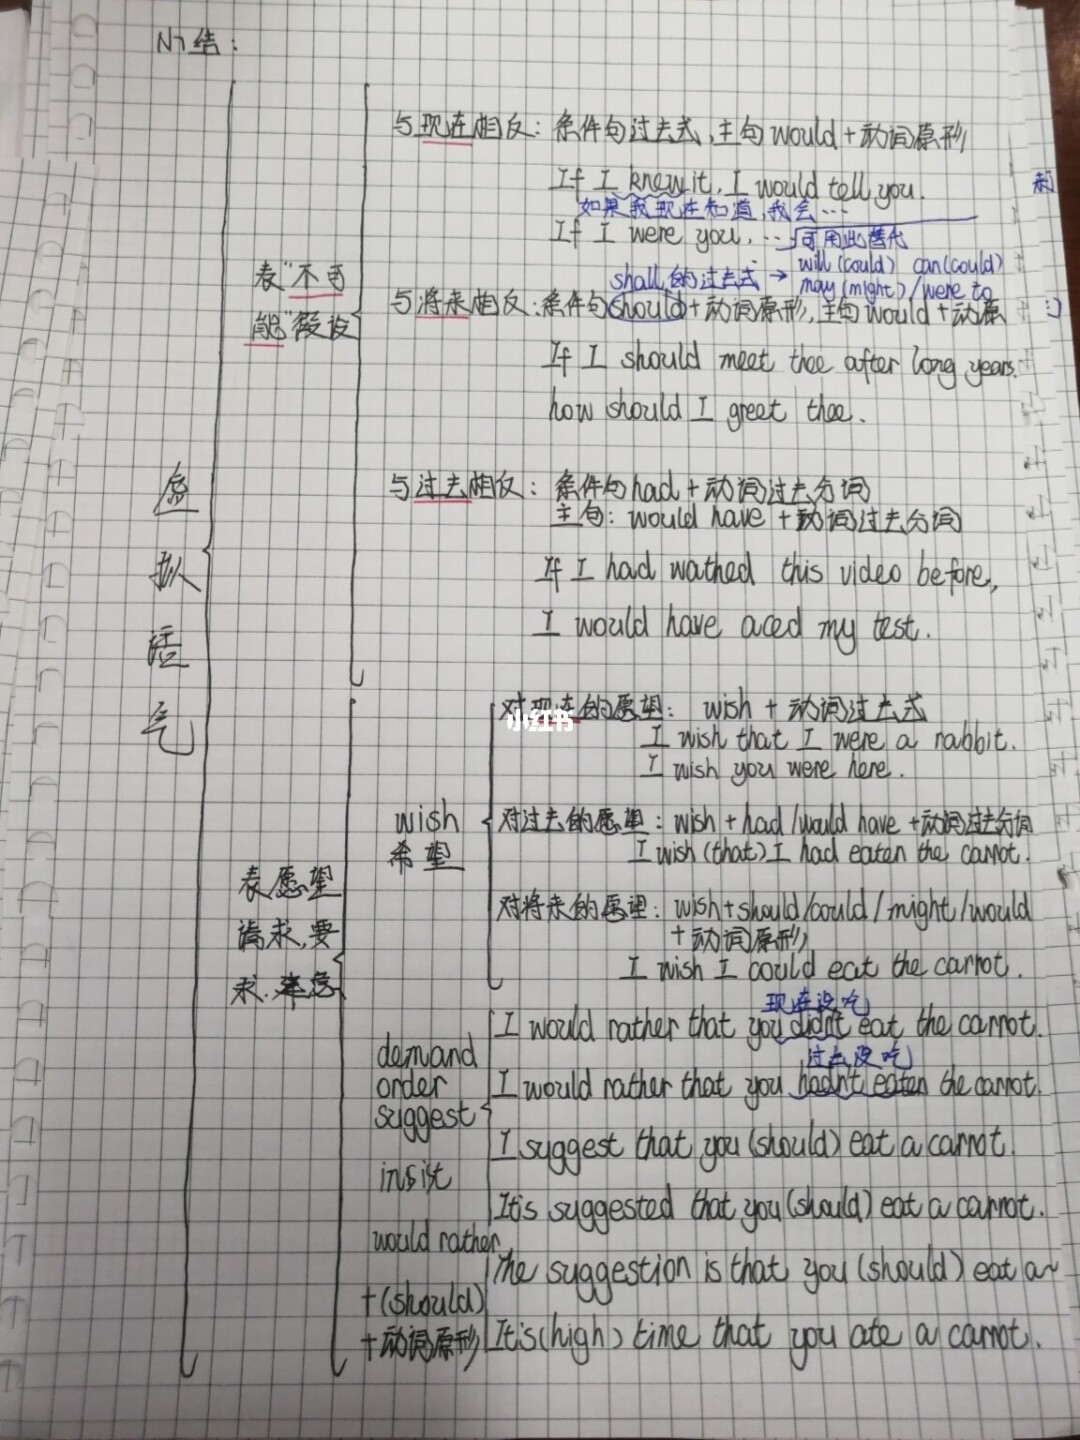 小结：
与现在相反：条件句过去式，主句would+动词原形
If I knew it, I would tell you.
如果我现在知道，我会…
If I were you, …
可用此替代
shall的过去式 → will(could) can(could)
may(might)/were to
表"不可能"假设
与将来相反：条件句should+动词原形，主句would+动原
If I should meet thee after long years.
how should I greet thee.
虚拟语气
与过去相反：条件句had+动词过去分词
主句：would have +动词过去分词
If I had wathed this video before,
I would have aced my test.
对现在的愿望：wish + 动词过去式
小红书
I wish that I were a rabbit.
I wish you were here.
wish
希望
对过去的愿望：wish + had/would have +动词过去分词
I wish (that) I had eaten the carrot.
表愿望
请求，要
求.
对将来的愿望：wish+should/could/might/would
+动词原形
I wish I could eat the carrot.
现在没吃
I would rather that you didn't eat the carrot.
过去没吃
I would rather that you hadn't eaten the carrot.
demand
order
suggest
insist
would rather
+(should)
+动词原形
I suggest that you (should) eat a carrot.
It's suggested that you (should) eat a carrot.
The suggestion is that you (should) eat a~
It is (high) time that you ate a carrot.